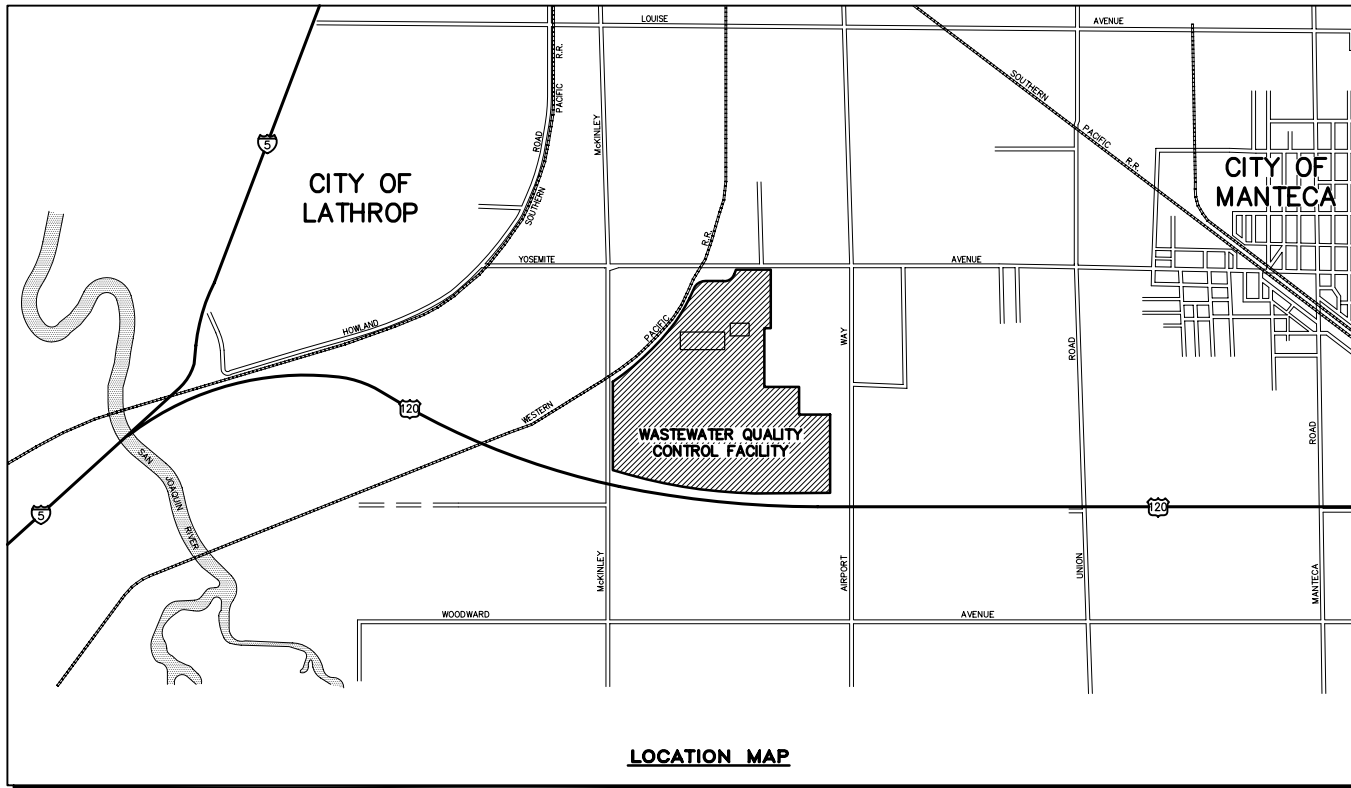 LOUISE
AVENUE
SOUTHERN
PACIFIC
R.R.
5
CITY OF
LATHROP
ROAD
SOUTHERN
PACIFIC
R.R.
McKINLEY
R.R.
CITY OF
MANTECA
YOSEMITE
AVENUE
HOWLAND
PACIFIC
WESTERN
WAY
ROAD
120
WASTEWATER QUALITY
CONTROL FACILITY
SAN
JOAQUIN
RIVER
5
120
ROAD
McKINLEY
AIRPORT
UNION
MANTECA
WOODWARD
AVENUE
LOCATION MAP